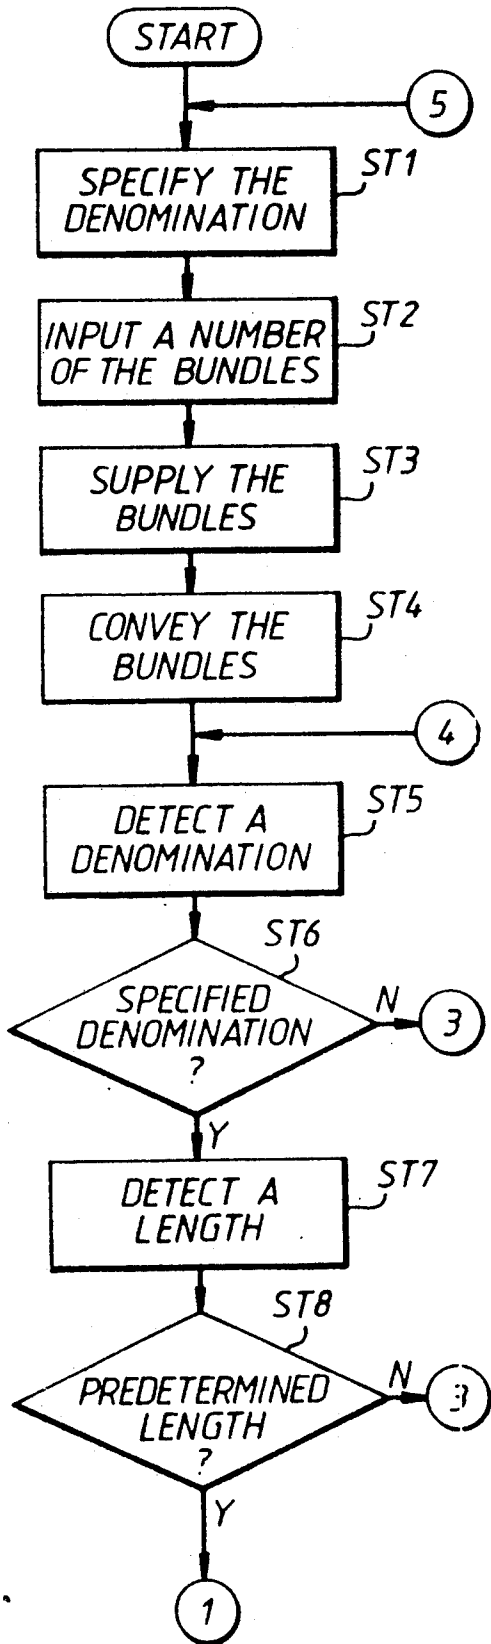 START
5
ST1
SPECIFY THE
DENOMINATION
ST2
INPUT A NUMBER
OF THE BUNDLES
ST3
SUPPLY THE
BUNDLES
ST4
CONVEY THE
BUNDLES
4
ST5
DETECT A
DENOMINATION
ST6
SPECIFIED
DENOMINATION
?
N
3
Y
ST7
DETECT A
LENGTH
ST8
PREDETERMINED
LENGTH
?
N
3
Y
1